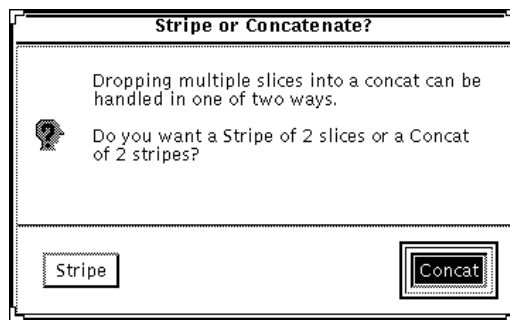 Stripe or Concatenate?
Dropping multiple slices into a concat can be
handled in one of two ways.
Do you want a Stripe of 2 slices or a Concat
of 2 stripes?
Stripe
Concat